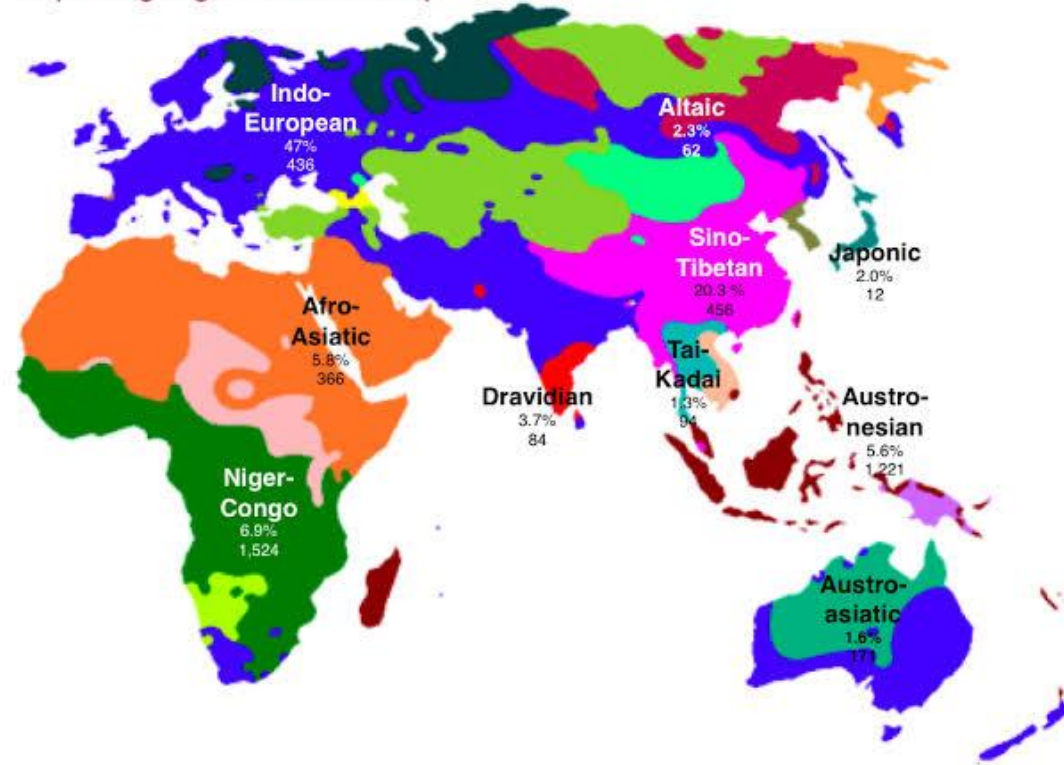 Indo-
European
47%
436
Altaic
2.3%
62
Sino-
Tibetan
20.3 %
456
Japonic
2.0%
12
Afro-
Asiatic
5.8%
366
Tai-
Kadai
1.3%
94
Dravidian
3.7%
84
Austro-
nesian
5.6%
1,221
Niger-
Congo
6.9%
1,524
Austro-
asiatic
1.6%
171